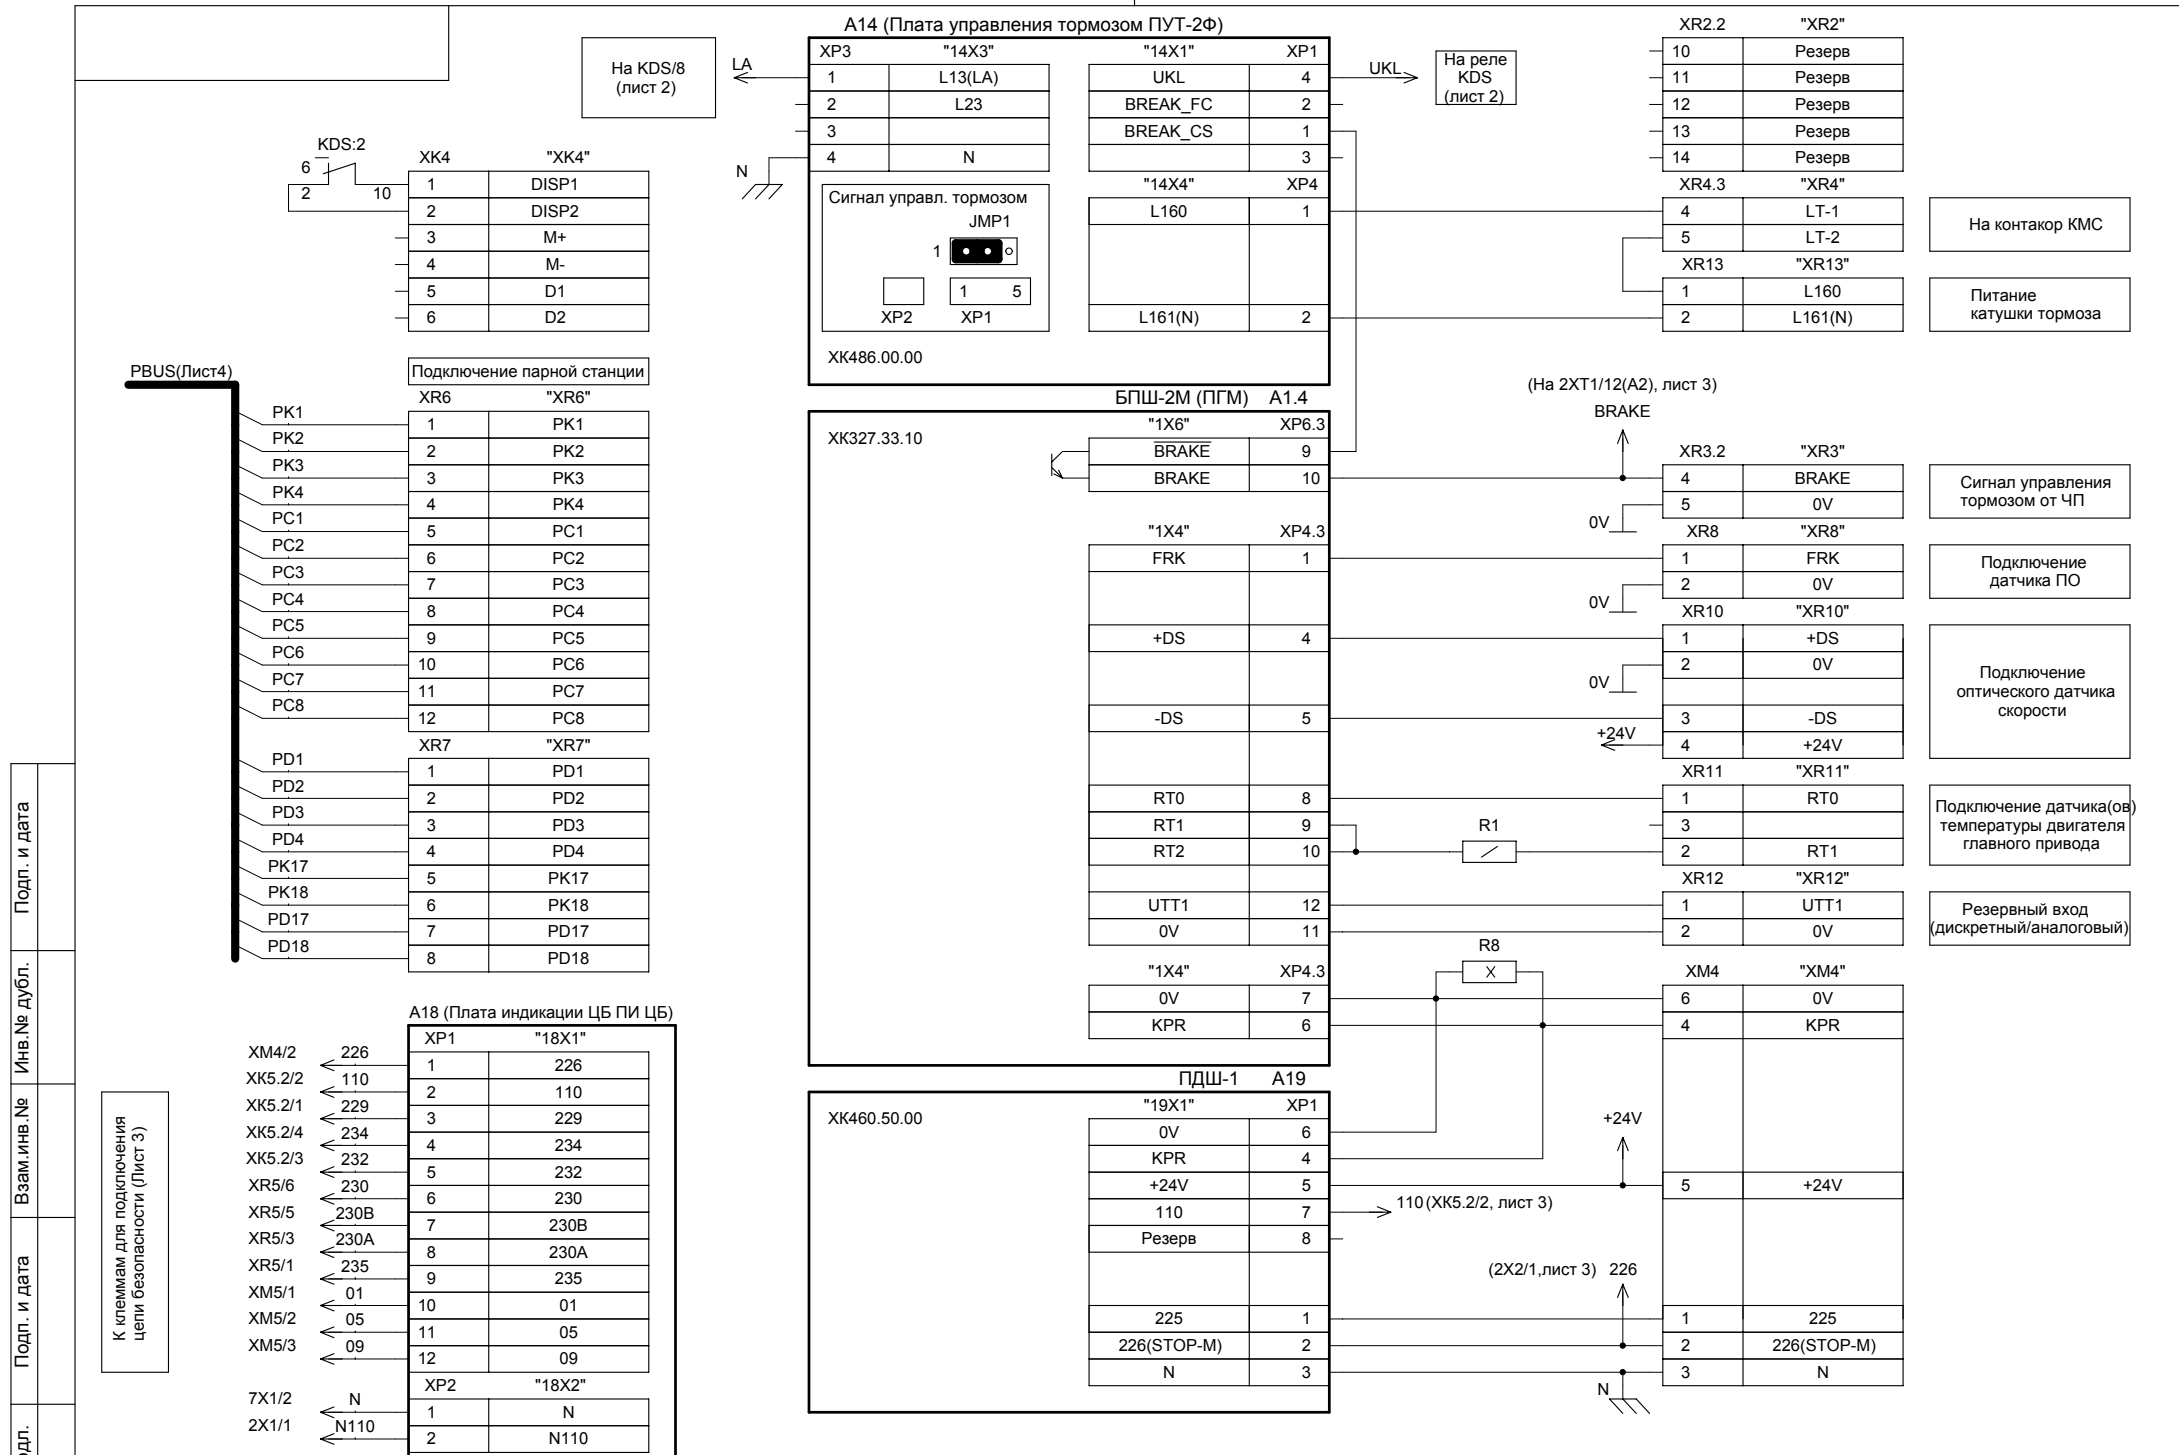 А14 (Плата управления тормозом ПУТ-2Ф)
На KDS/8
(лист 2)
LA
XP3 "14X3" "14X1" XP1
1 L13(LA) UKL 4
2 L23 BREAK_FC 2
3 BREAK_CS 1
4 N 3
N
"14X4" XP4
L160 1
L161(N) 2
Сигнал управл. тормозом
JMP1
1
1 5
XP2 XP1
ХК486.00.00
UKL
На реле
KDS
(лист 2)
XR2.2 "XR2"
10 Резерв
11 Резерв
12 Резерв
13 Резерв
14 Резерв
XR4.3 "XR4"
4 LT-1
5 LT-2
На контакор КМС
XR13 "XR13"
1 L160
2 L161(N)
Питание
катушки тормоза
KDS:2
6
2 10
XK4 "XK4"
1 DISP1
2 DISP2
3 M+
4 M-
5 D1
6 D2
PBUS(Лист4)
Подключение парной станции
XR6 "XR6"
PK1 1 PK1
PK2 2 PK2
PK3 3 PK3
PK4 4 PK4
PC1 5 PC1
PC2 6 PC2
PC3 7 PC3
PC4 8 PC4
PC5 9 PC5
PC6 10 PC6
PC7 11 PC7
PC8 12 PC8
XR7 "XR7"
PD1 1 PD1
PD2 2 PD2
PD3 3 PD3
PD4 4 PD4
PK17 5 PK17
PK18 6 PK18
PD17 7 PD17
PD18 8 PD18
БПШ-2М (ПГМ) А1.4
ХК327.33.10
"1X6" XP6.3
BRAKE 9
BRAKE 10
"1X4" XP4.3
FRK 1
+DS 4
-DS 5
RT0 8
RT1 9
RT2 10
UTT1 12
0V 11
"1X4" XP4.3
0V 7
KPR 6
R1
R8
X
(На 2ХТ1/12(А2), лист 3)
BRAKE
XR3.2 "XR3"
4 BRAKE
5 0V
0V
Сигнал управления
тормозом от ЧП
XR8 "XR8"
1 FRK
2 0V
0V
Подключение
датчика ПО
XR10 "XR10"
1 +DS
2 0V
0V
3 -DS
4 +24V
+24V
Подключение
оптического датчика
скорости
XR11 "XR11"
1 RT0
3
2 RT1
Подключение датчика(ов)
температуры двигателя
главного привода
XR12 "XR12"
1 UTT1
2 0V
Резервный вход
(дискретный/аналоговый)
XM4 "XM4"
6 0V
4 KPR
5 +24V
1 225
2 226(STOP-M)
3 N
+24V
(2X2/1,лист 3) 226
N
ПДШ-1 А19
ХК460.50.00
"19X1" XP1
0V 6
KPR 4
+24V 5
110 7
Резерв 8
225 1
226(STOP-M) 2
N 3
110(ХК5.2/2, лист 3)
А18 (Плата индикации ЦБ ПИ ЦБ)
XP1 "18X1"
XM4/2 226 1 226
ХК5.2/2 110 2 110
ХК5.2/1 229 3 229
ХК5.2/4 234 4 234
ХК5.2/3 232 5 232
XR5/6 230 6 230
XR5/5 230В 7 230В
XR5/3 230А 8 230А
XR5/1 235 9 235
XM5/1 01 10 01
XM5/2 05 11 05
XM5/3 09 12 09
XP2 "18X2"
7X1/2 N 1 N
2X1/1 N110 2 N110
К клеммам для подключения
цепи безопасности (Лист 3)
Подп. и дата
Инв.№ дубл.
Взам.инв.№
Подп. и дата